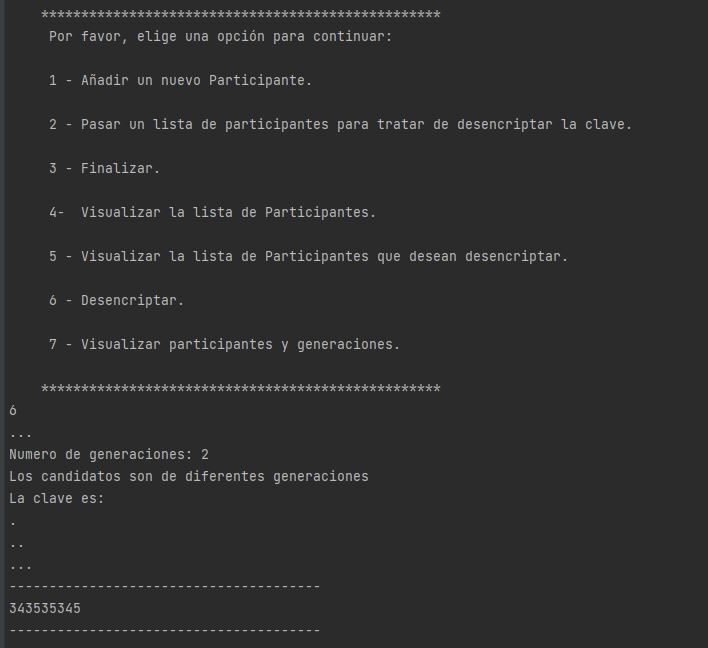 **************************************************
Por favor, elige una opción para continuar:
1 - Añadir un nuevo Participante.
2 - Pasar un lista de participantes para tratar de desencriptar la clave.
3 - Finalizar.
4-  Visualizar la lista de Participantes.
5 - Visualizar la lista de Participantes que desean desencriptar.
6 - Desencriptar.
7 - Visualizar participantes y generaciones.
**************************************************
6
...
Numero de generaciones: 2
Los candidatos son de diferentes generaciones
La clave es:
.
..
...
---------------------------------------
343535345
---------------------------------------